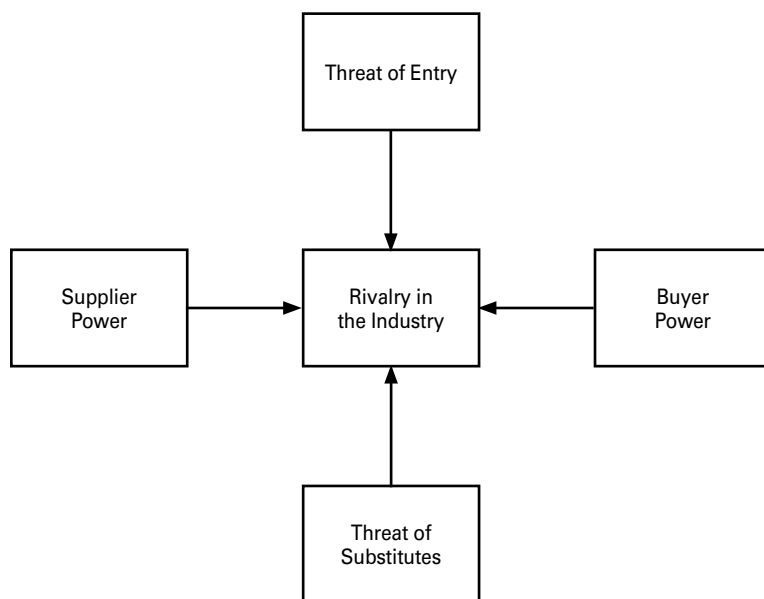 Threat of Entry
Supplier
Power
Rivalry in
the Industry
Buyer
Power
Threat of
Substitutes